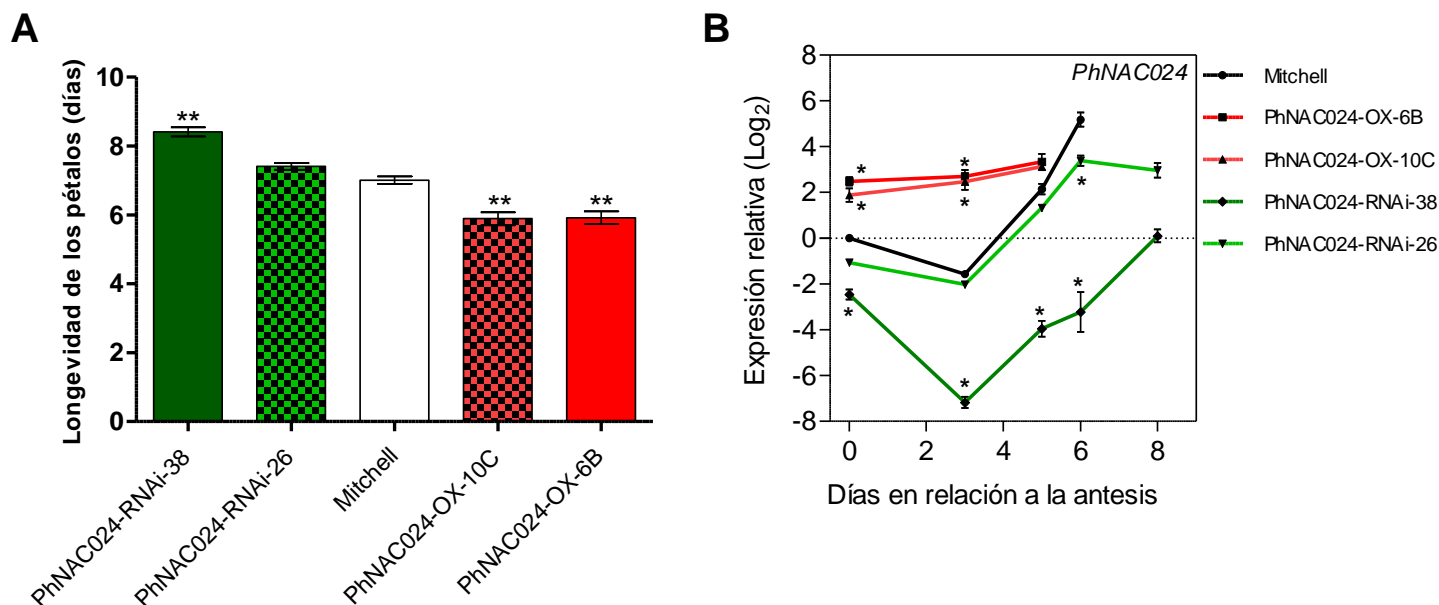 A
Longevidad de los pétalos (días)
10
8
6
4
2
0
**
**
**
PhNAC024-RNAi-38
PhNAC024-RNAi-26
Mitchell
PhNAC024-OX-10C
PhNAC024-OX-6B
B
Expresión relativa (Log₂)
8
6
4
2
0
-2
-4
-6
-8
PhNAC024
*
*
*
*
*
*
*
*
*
0
2
4
6
8
Días en relación a la antesis
Mitchell
PhNAC024-OX-6B
PhNAC024-OX-10C
PhNAC024-RNAi-38
PhNAC024-RNAi-26